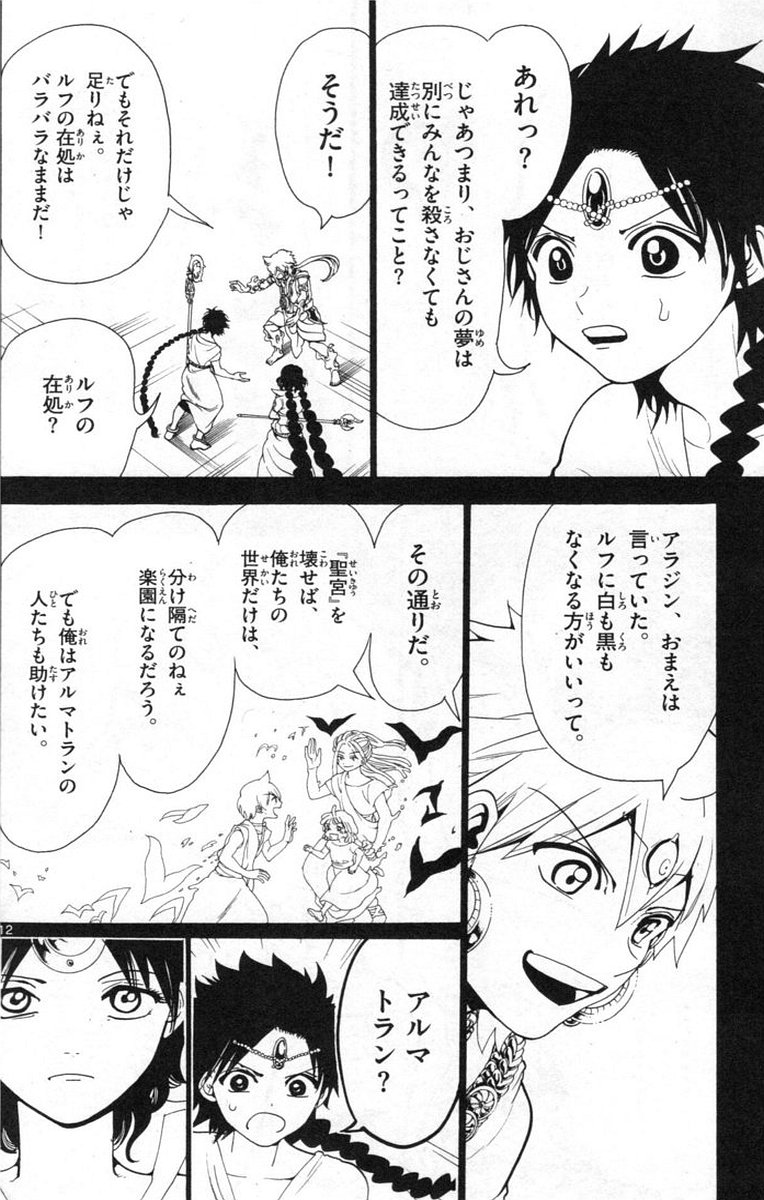 あれっ？
じゃあつまり、おじさんの夢は
別にみんなを殺さなくても
達成できるってこと？
そうだ！
でもそれだけじゃ
足りねぇ。
ルフの在処は
バラバラなままだ！
ルフの
在処？
アラジン、おまえは
言っていた。
ルフに白も黒も
なくなる方がいいって。
その通りだ。
『聖宮』を
壊せば、
俺たちの
世界だけは、
分け隔てのねぇ
楽園になるだろう。
でも俺はアルマトランの
人たちも助けたい。
アルマ
トラン？
12